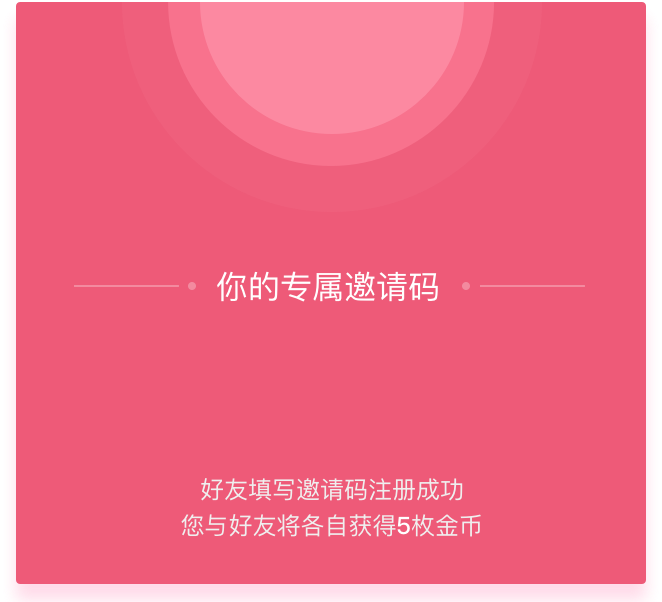 你的专属邀请码
好友填写邀请码注册成功
您与好友将各自获得5枚金币